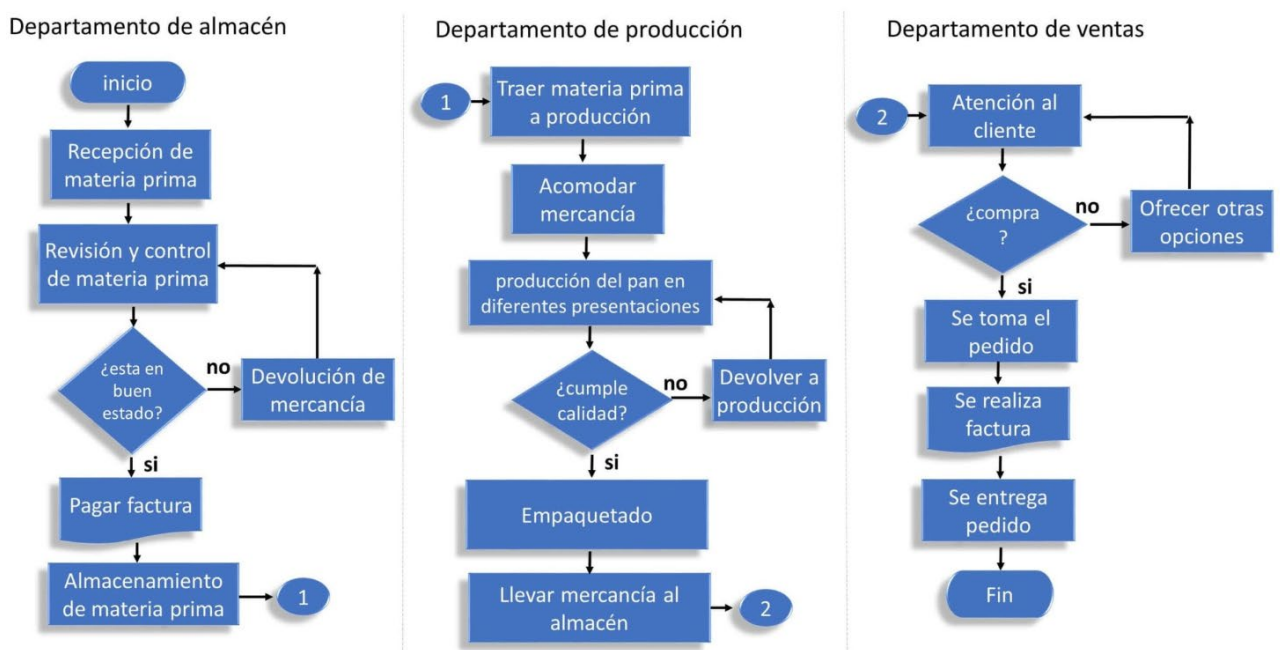 Departamento de almacén
inicio
Recepción de
materia prima
Revisión y control
de materia prima
¿esta en
buen
estado?
no
Devolución de
mercancía
si
Pagar factura
Almacenamiento
de materia prima
1
Departamento de producción
1
Traer materia prima
a producción
Acomodar
mercancía
producción del pan en
diferentes presentaciones
¿cumple
calidad?
no
Devolver a
producción
si
Empaquetado
Llevar mercancía al
almacén
2
Departamento de ventas
2
Atención al
cliente
¿compra
?
no
Ofrecer otras
opciones
si
Se toma el
pedido
Se realiza
factura
Se entrega
pedido
Fin